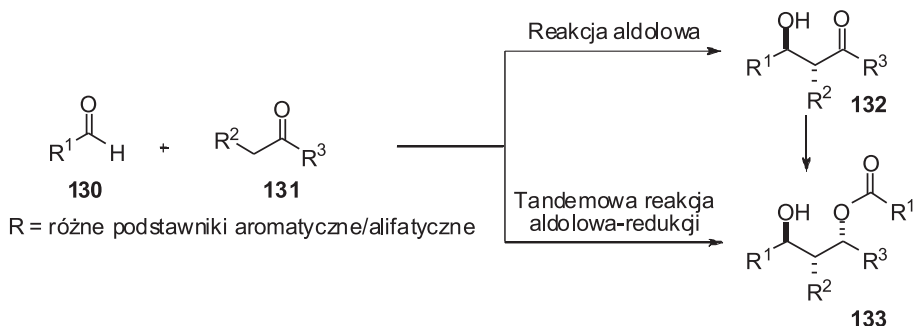 Reakcja aldolowa
OH O
R1 R3
R2 132
O
R1 H
130
+
R2 O
R3
131
R = różne podstawniki aromatyczne/alifatyczne
Tandemowa reakcja
aldolowa-redukcji
O
OH O R1
R1 R3
R2
133